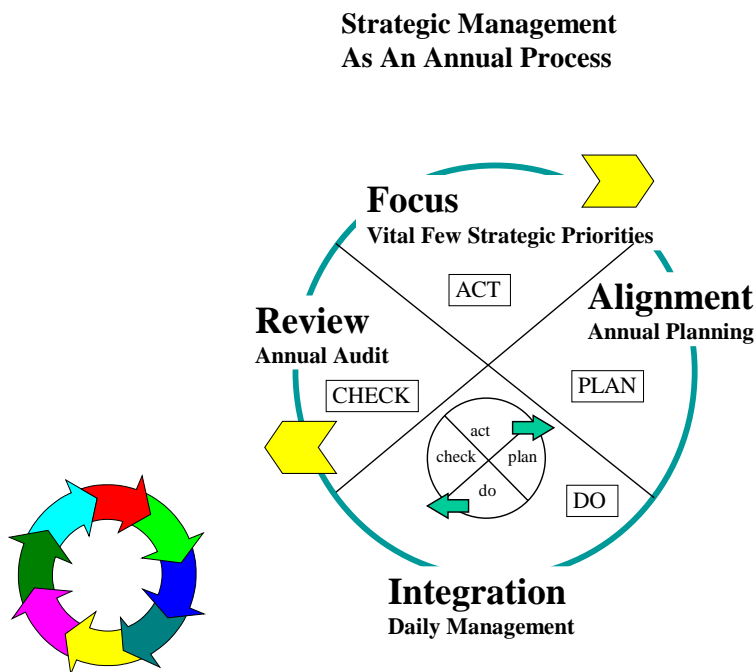 Strategic Management
As An Annual Process
Focus
Vital Few Strategic Priorities
ACT
Alignment
Annual Planning
Review
Annual Audit
PLAN
CHECK
act
check
plan
do
DO
Integration
Daily Management